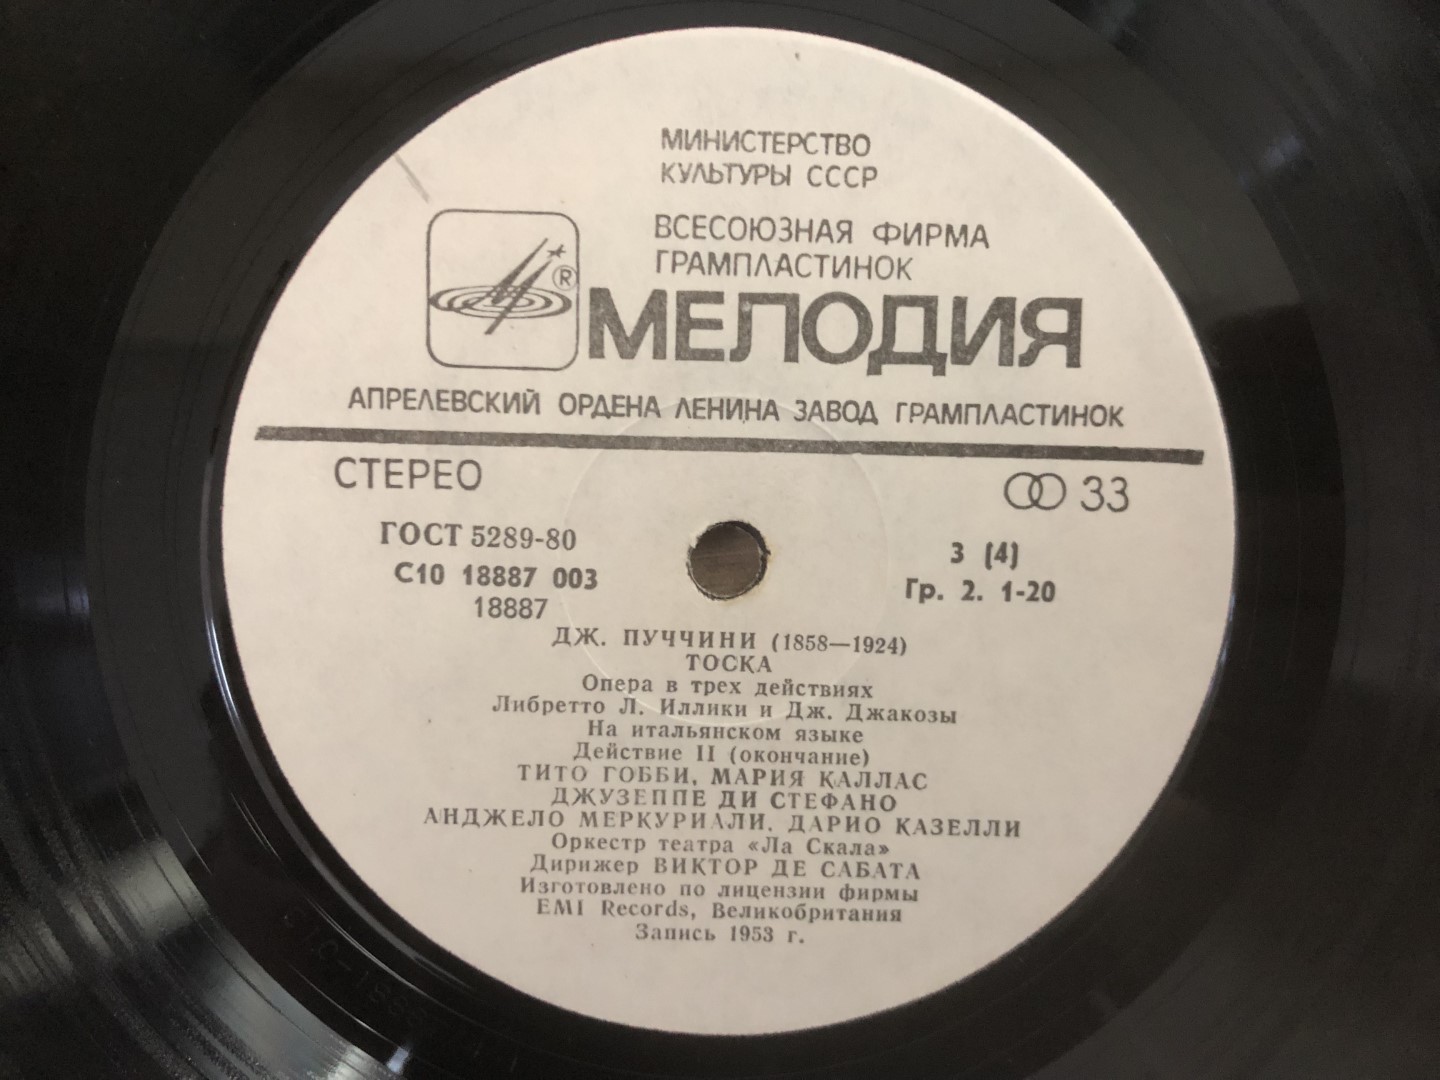 МИНИСТЕРСТВО
КУЛЬТУРЫ СССР
ВСЕСОЮЗНАЯ ФИРМА
ГРАМПЛАСТИНОК
®
МЕЛОДИЯ
АПРЕЛЕВСКИЙ ОРДЕНА ЛЕНИНА ЗАВОД ГРАМПЛАСТИНОК
СТЕРЕО
33
ГОСТ 5289-80
С10 18887 003
18887
3 (4)
Гр. 2. 1-20
ДЖ. ПУЧЧИНИ (1858—1924)
ТОСКА
Опера в трех действиях
Либретто Л. Иллики и Дж. Джакозы
На итальянском языке
Действие II (окончание)
ТИТО ГОББИ, МАРИЯ КАЛЛАС
ДЖУЗЕППЕ ДИ СТЕФАНО
АНДЖЕЛО МЕРКУРИАЛИ, ДАРИО КАЗЕЛЛИ
Оркестр театра «Ла Скала»
Дирижер ВИКТОР ДЕ САБАТА
Изготовлено по лицензии фирмы
EMI Records, Великобритания
Запись 1953 г.